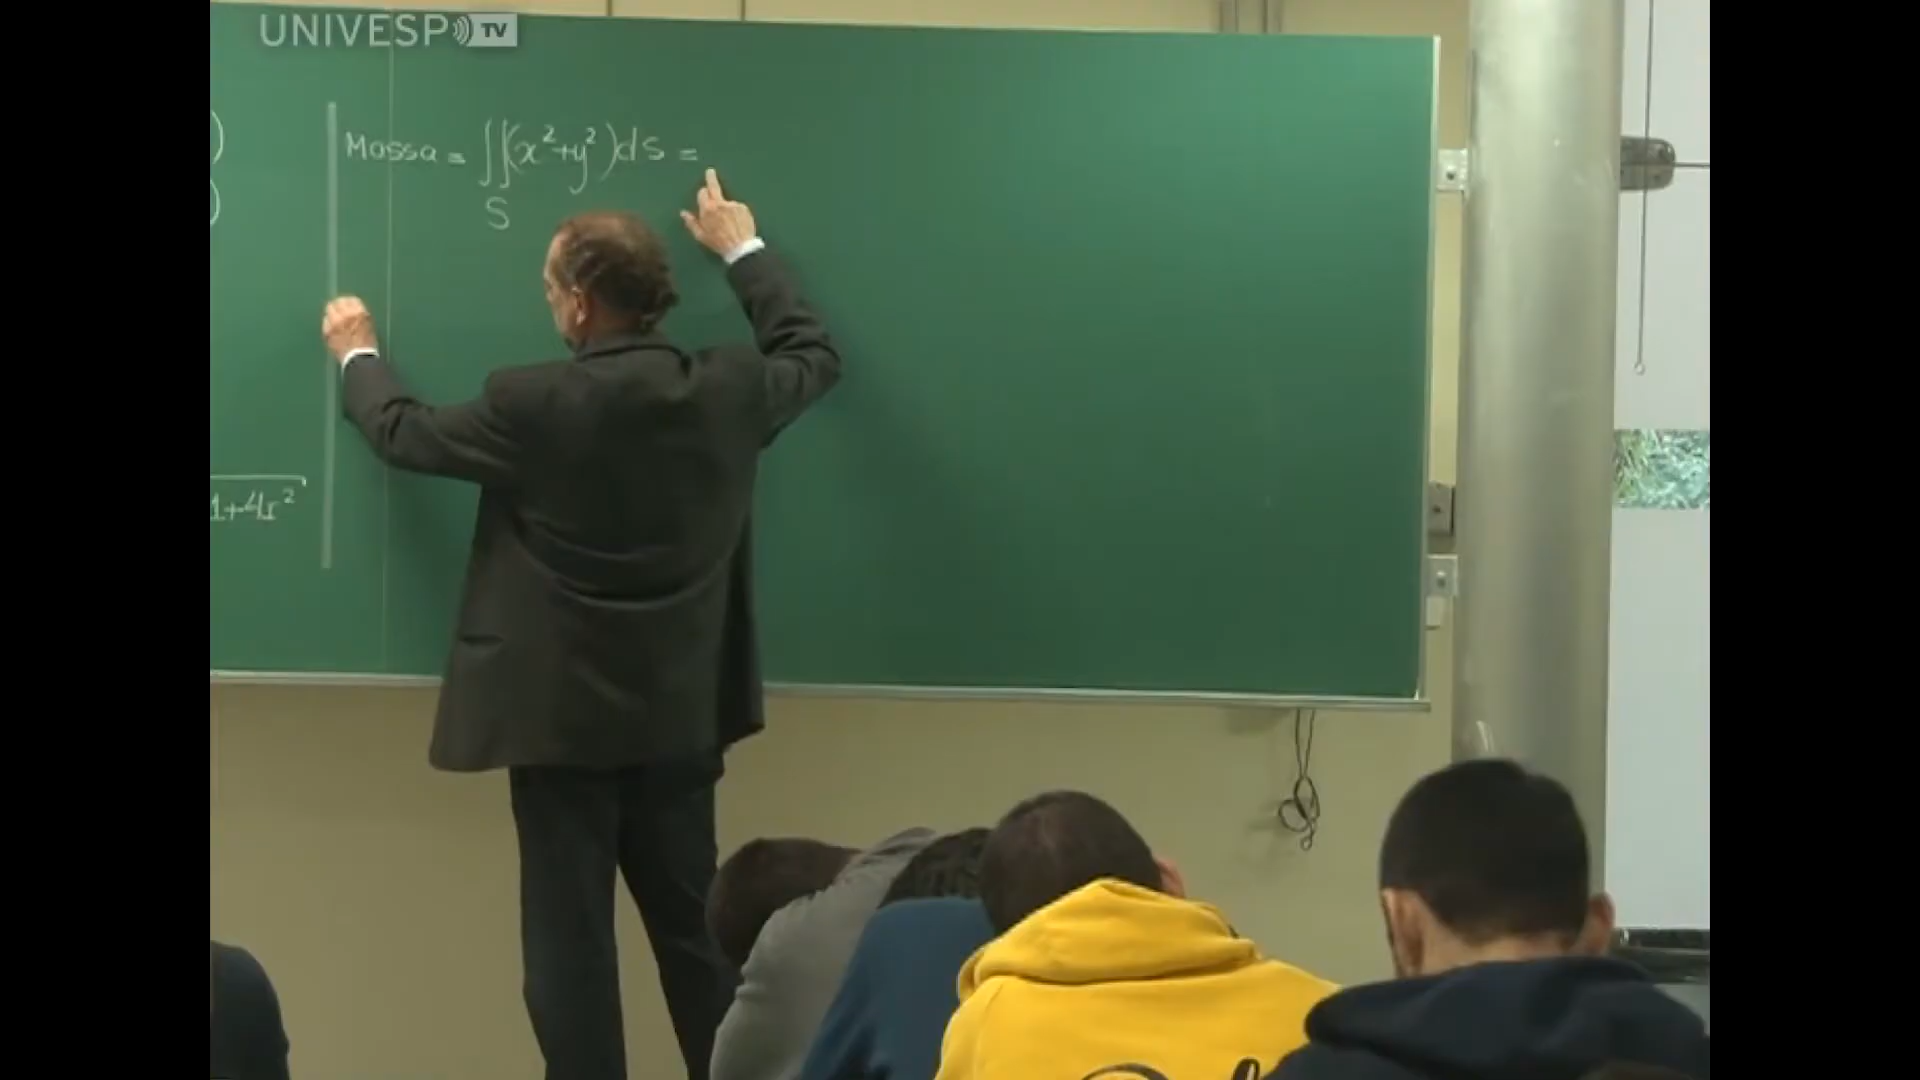 UNIVESP TV
)
Massa = ∬(x²+y²)dS =
)
S
1+4r²